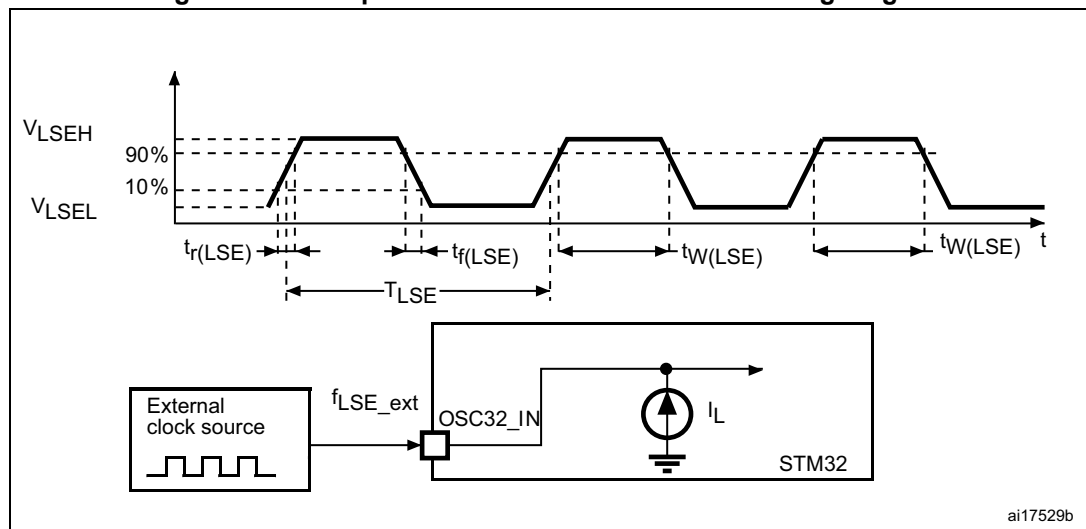 V_LSEH
90%
10%
V_LSEL
t_r(LSE)
t_f(LSE)
t_W(LSE)
t_W(LSE)
t
T_LSE
External
clock source
f_LSE_ext
OSC32_IN
I_L
STM32
ai17529b